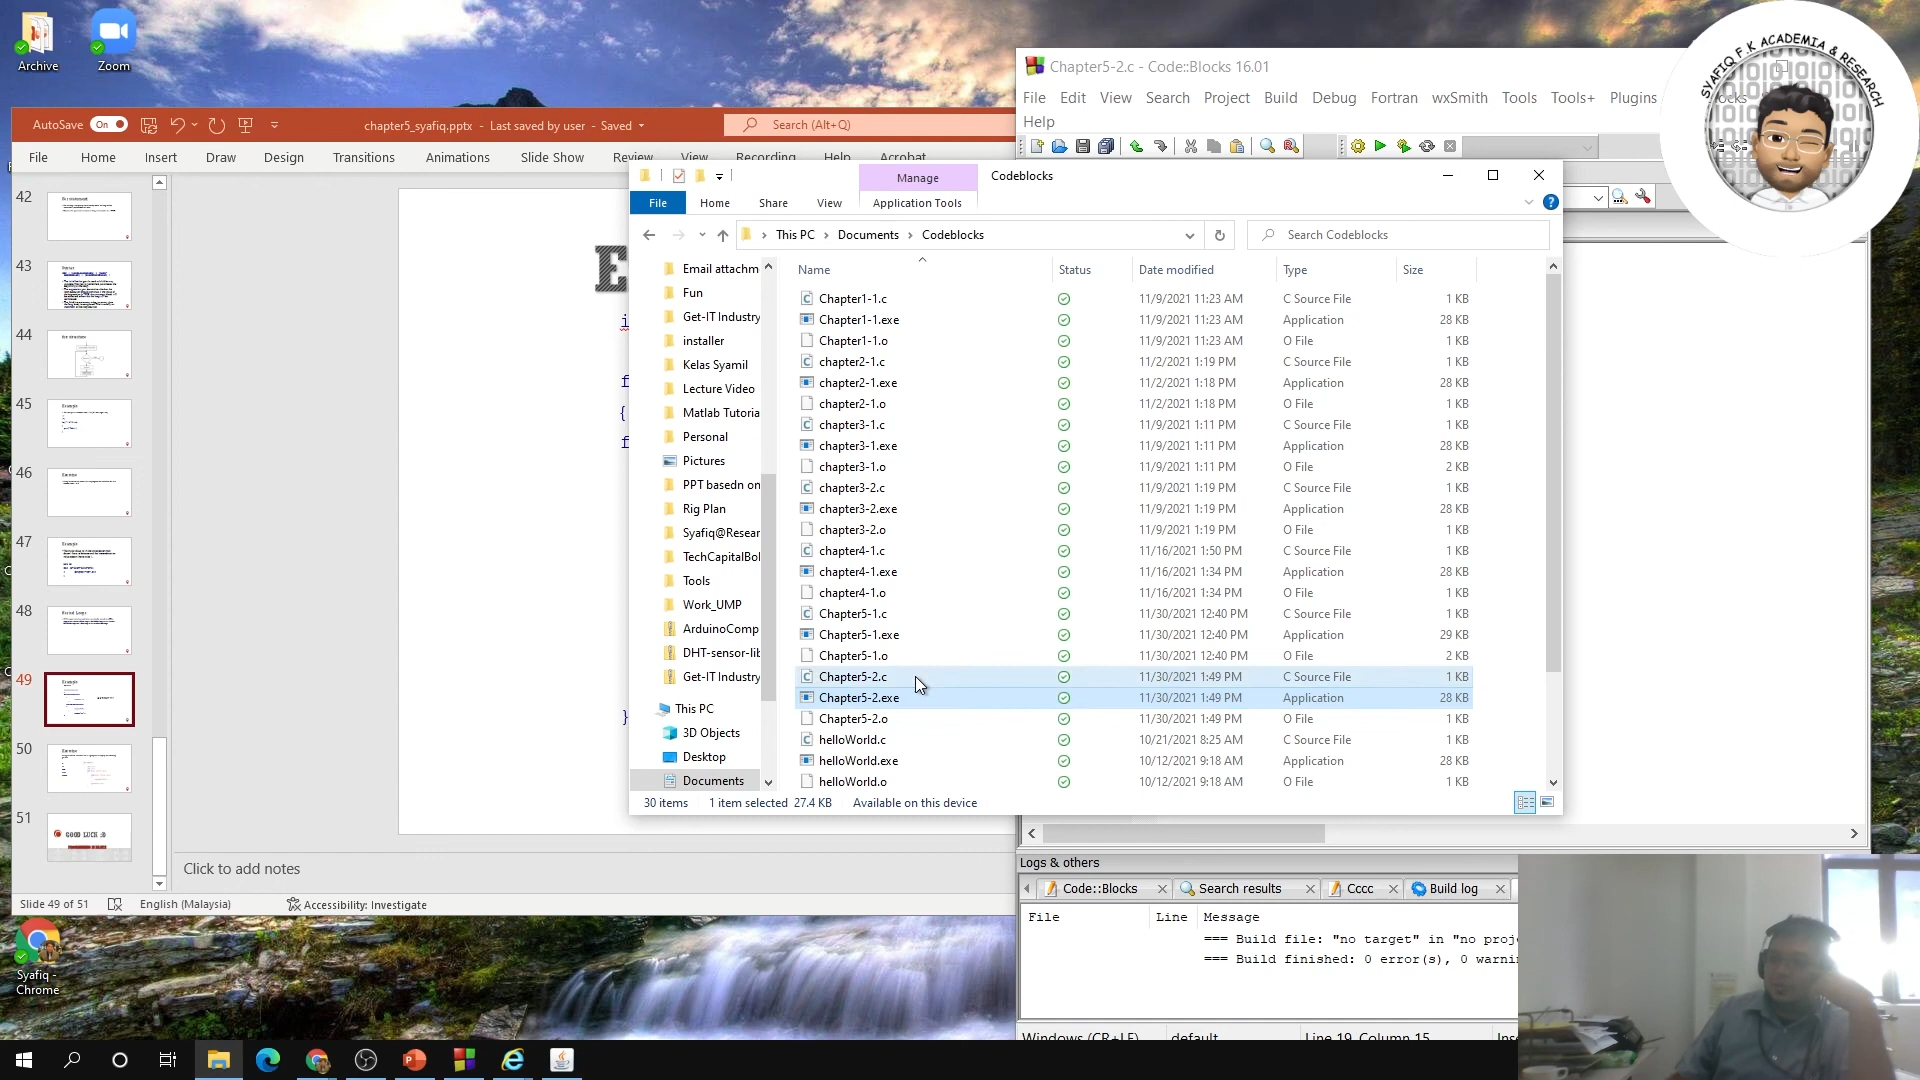 Archive
Zoom
SYAFIQ F.K ACADEMIA & RESEARCH
AutoSave On
chapter5_syafiq.pptx - Last saved by user - Saved
Search (Alt+Q)
File Home Insert Draw Design Transitions Animations Slide Show Review View Recording Help Acrobat
42
43
44
45
46
47
48
49
50
51
GOOD LUCK :)
E
{
}
Click to add notes
Slide 49 of 51
English (Malaysia)
Accessibility: Investigate
Chapter5-2.c - Code::Blocks 16.01
File Edit View Search Project Build Debug Fortran wxSmith Tools Tools+ Plugins
Help
Manage
Codeblocks
File Home Share View Application Tools
This PC Documents Codeblocks
Search Codeblocks
Email attachm
Fun
Get-IT Industry
installer
Kelas Syamil
Lecture Video
Matlab Tutoria
Personal
Pictures
PPT basedn on
Rig Plan
Syafiq@Resear
TechCapitalBol
Tools
Work_UMP
ArduinoComp
DHT-sensor-lib
Get-IT Industry
This PC
3D Objects
Desktop
Documents
Name Status Date modified Type Size
Chapter1-1.c 11/9/2021 11:23 AM C Source File 1 KB
Chapter1-1.exe 11/9/2021 11:23 AM Application 28 KB
Chapter1-1.o 11/9/2021 11:23 AM O File 1 KB
chapter2-1.c 11/2/2021 1:19 PM C Source File 1 KB
chapter2-1.exe 11/2/2021 1:18 PM Application 28 KB
chapter2-1.o 11/2/2021 1:18 PM O File 1 KB
chapter3-1.c 11/9/2021 1:11 PM C Source File 1 KB
chapter3-1.exe 11/9/2021 1:11 PM Application 28 KB
chapter3-1.o 11/9/2021 1:11 PM O File 2 KB
chapter3-2.c 11/9/2021 1:19 PM C Source File 1 KB
chapter3-2.exe 11/9/2021 1:19 PM Application 28 KB
chapter3-2.o 11/9/2021 1:19 PM O File 1 KB
chapter4-1.c 11/16/2021 1:50 PM C Source File 1 KB
chapter4-1.exe 11/16/2021 1:34 PM Application 28 KB
chapter4-1.o 11/16/2021 1:34 PM O File 1 KB
Chapter5-1.c 11/30/2021 12:40 PM C Source File 1 KB
Chapter5-1.exe 11/30/2021 12:40 PM Application 29 KB
Chapter5-1.o 11/30/2021 12:40 PM O File 2 KB
Chapter5-2.c 11/30/2021 1:49 PM C Source File 1 KB
Chapter5-2.exe 11/30/2021 1:49 PM Application 28 KB
Chapter5-2.o 11/30/2021 1:49 PM O File 1 KB
helloWorld.c 10/21/2021 8:25 AM C Source File 1 KB
helloWorld.exe 10/12/2021 9:18 AM Application 28 KB
helloWorld.o 10/12/2021 9:18 AM O File 1 KB
30 items 1 item selected 27.4 KB Available on this device
Logs & others
Code::Blocks Search results Cccc Build log
File Line Message
=== Build file: "no target" in "no proj
=== Build finished: 0 error(s), 0 warni
Windows (CR+LF) default Line 19, Column 15 Ins
Syafiq -
Chrome